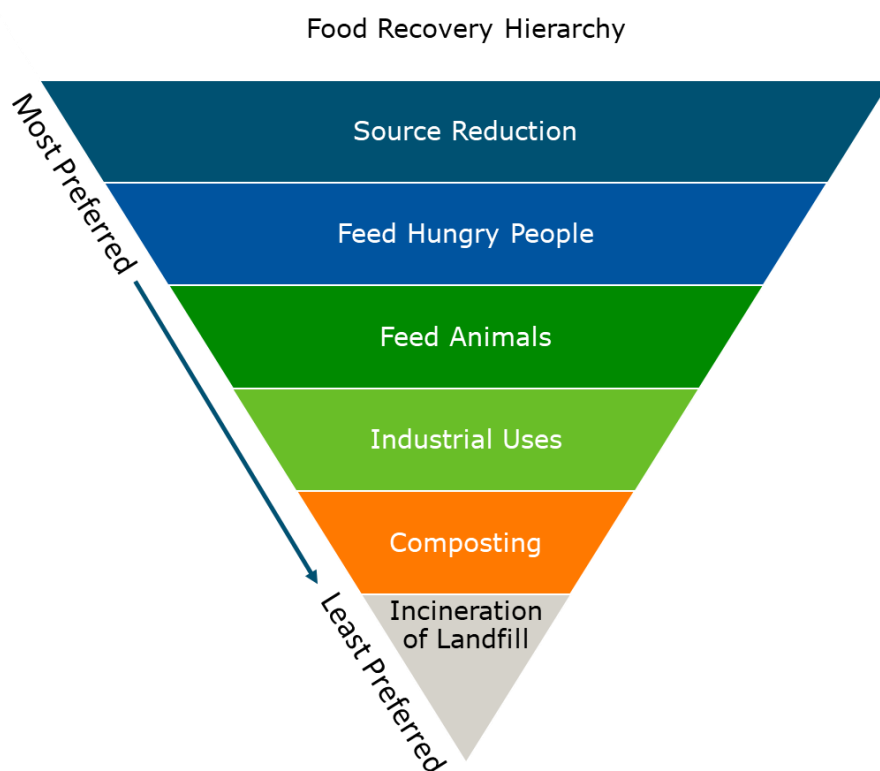 Food Recovery Hierarchy
Most Preferred
Source Reduction
Feed Hungry People
Feed Animals
Industrial Uses
Composting
Incineration
of Landfill
Least Preferred